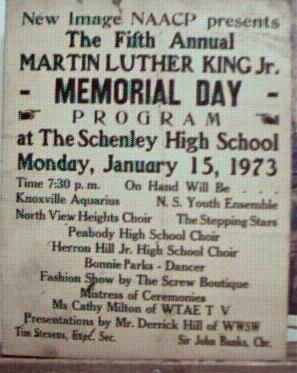 New Image NAACP presents
The Fifth Annual
MARTIN LUTHER KING Jr.
- MEMORIAL DAY -
PROGRAM
at The Schenley High School
Monday, January 15, 1973
Time 7:30 p. m. On Hand Will Be . . .
Knoxville Aquarius N. S. Youth Ensemble
North View Heights Choir The Stepping Stars
Peabody High School Choir
Herron Hill Jr. High School Choir
Bonnie Parks - Dancer
Fashion Show by The Screw Boutique
Mistress of Ceremonies
Ms Cathy Milton of WTAE T V
Presentations by Mr. Derrick Hill of WWSW
Tim Stevens, Exec. Sec. Sir John Banks, Chr.